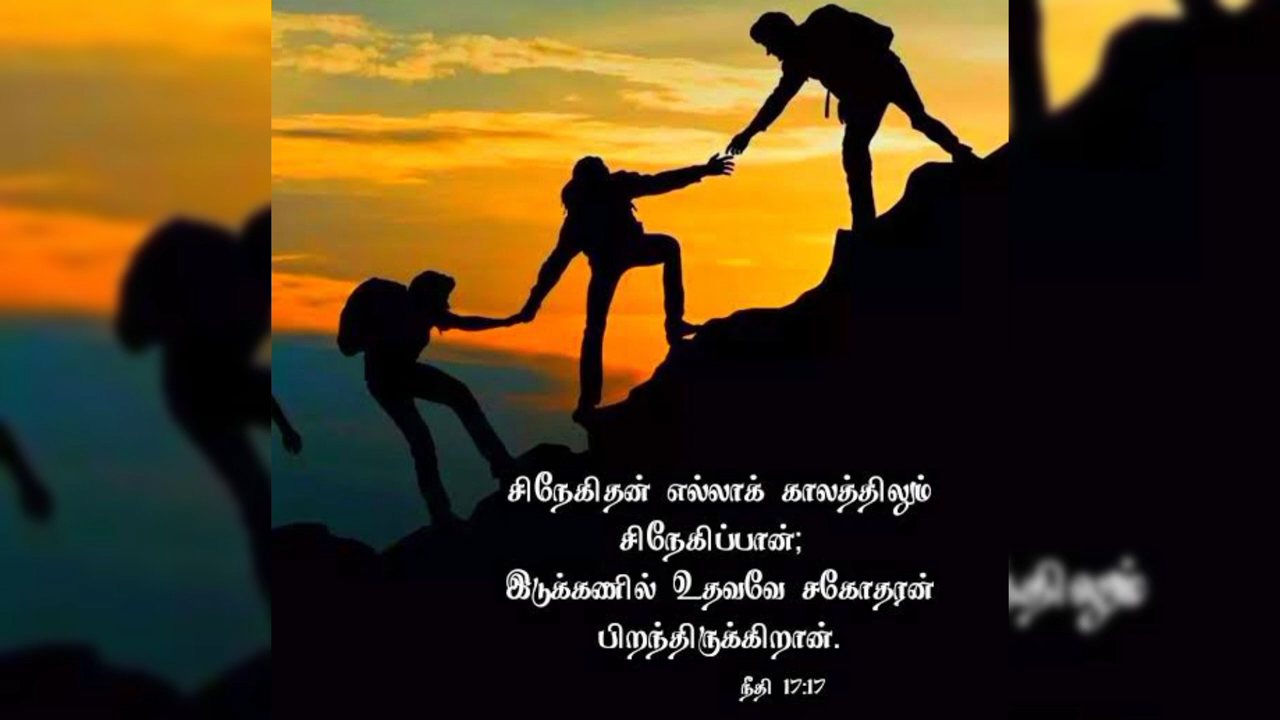 சிநேகிதன் எல்லாக் காலத்திலும்
சிநேகிப்பான்;
இடுக்கணில் உதவவே சகோதரன்
பிறந்திருக்கிறான்.
நீதி 17:17